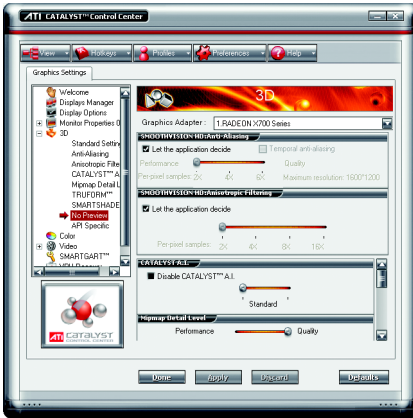 ATI CATALYST™ Control Center
View
Hotkeys
Profiles
Preferences
Help
Graphics Settings
Welcome
Displays Manager
Display Options
Monitor Properties 0
3D
Standard Setting
Anti-Aliasing
Anisotropic Filte
CATALYST™ A
Mipmap Detail L
TRUFORM™
SMARTSHADE
No Preview
API Specific
Color
Video
SMARTGART™
VPU Recover
ATI CATALYST
CONTROL CENTER
3D
Graphics Adapter :
1.RADEON X700 Series
SMOOTHVISION HD:Anti-Aliasing
Let the application decide
Temporal anti-aliasing
Performance
Quality
Per-pixel samples: 2X 4X 6X
Maximum resolution: 1600*1200
SMOOTHVISION HD:Anisotropic Filtering
Let the application decide
Per-pixel samples: 2X 4X 8X 16X
CATALYST A.I.
Disable CATALYST™ A.I.
Standard
Mipmap Detail Level
Performance
Quality
Done
Apply
Discard
Defaults